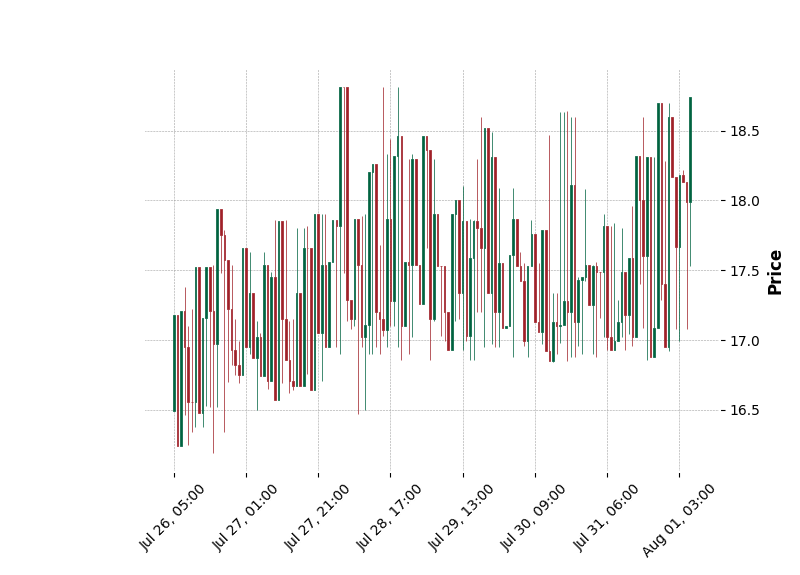 18.5
18.0
17.5
17.0
16.5
Price
Jul 26, 05:00
Jul 27, 01:00
Jul 27, 21:00
Jul 28, 17:00
Jul 29, 13:00
Jul 30, 09:00
Jul 31, 06:00
Aug 01, 03:00